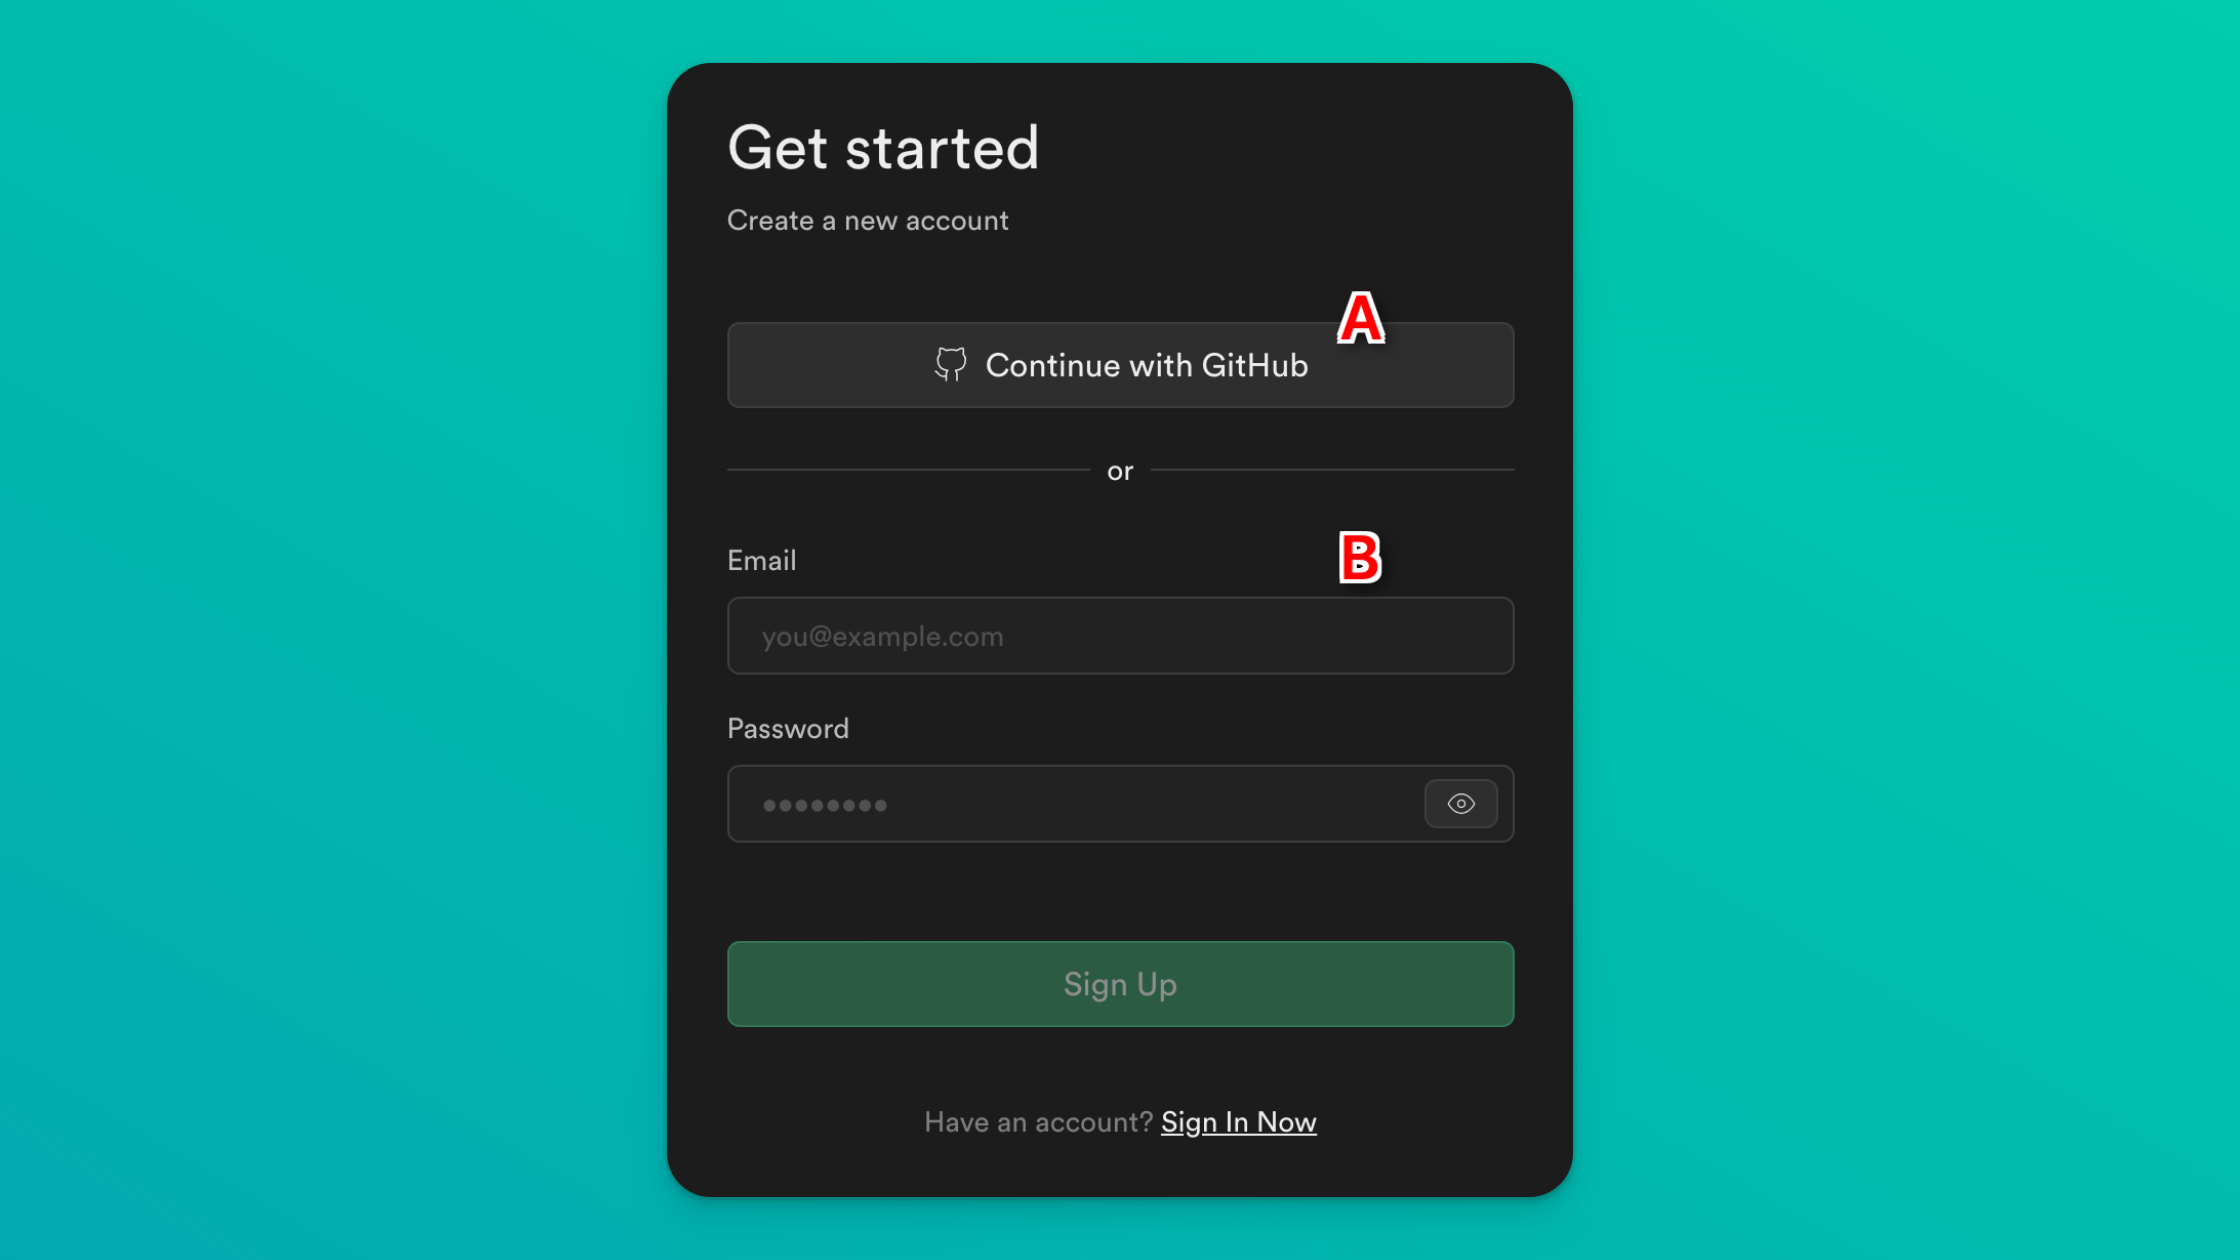 Get started
Create a new account
A
Continue with GitHub
or
B
Email
you@example.com
Password
Sign Up
Have an account? Sign In Now